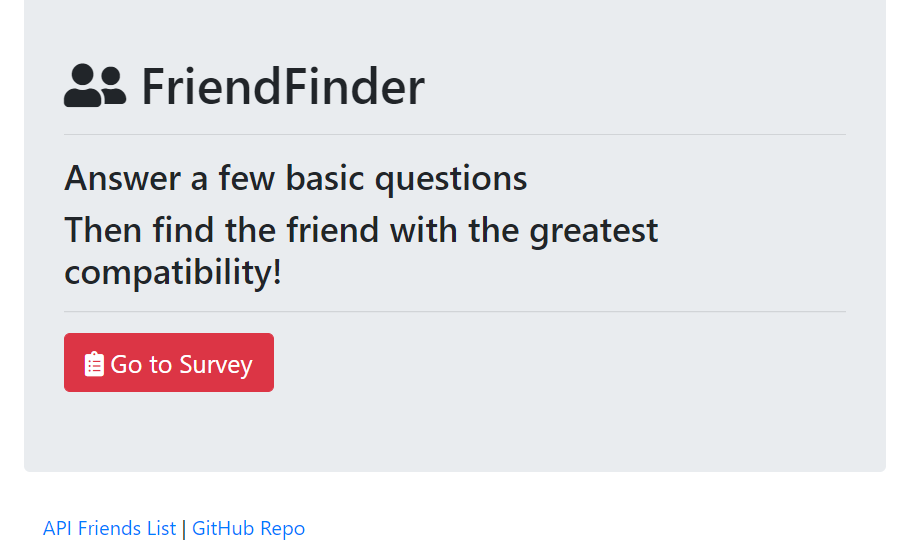 FriendFinder
Answer a few basic questions
Then find the friend with the greatest
compatibility!
Go to Survey
API Friends List | GitHub Repo